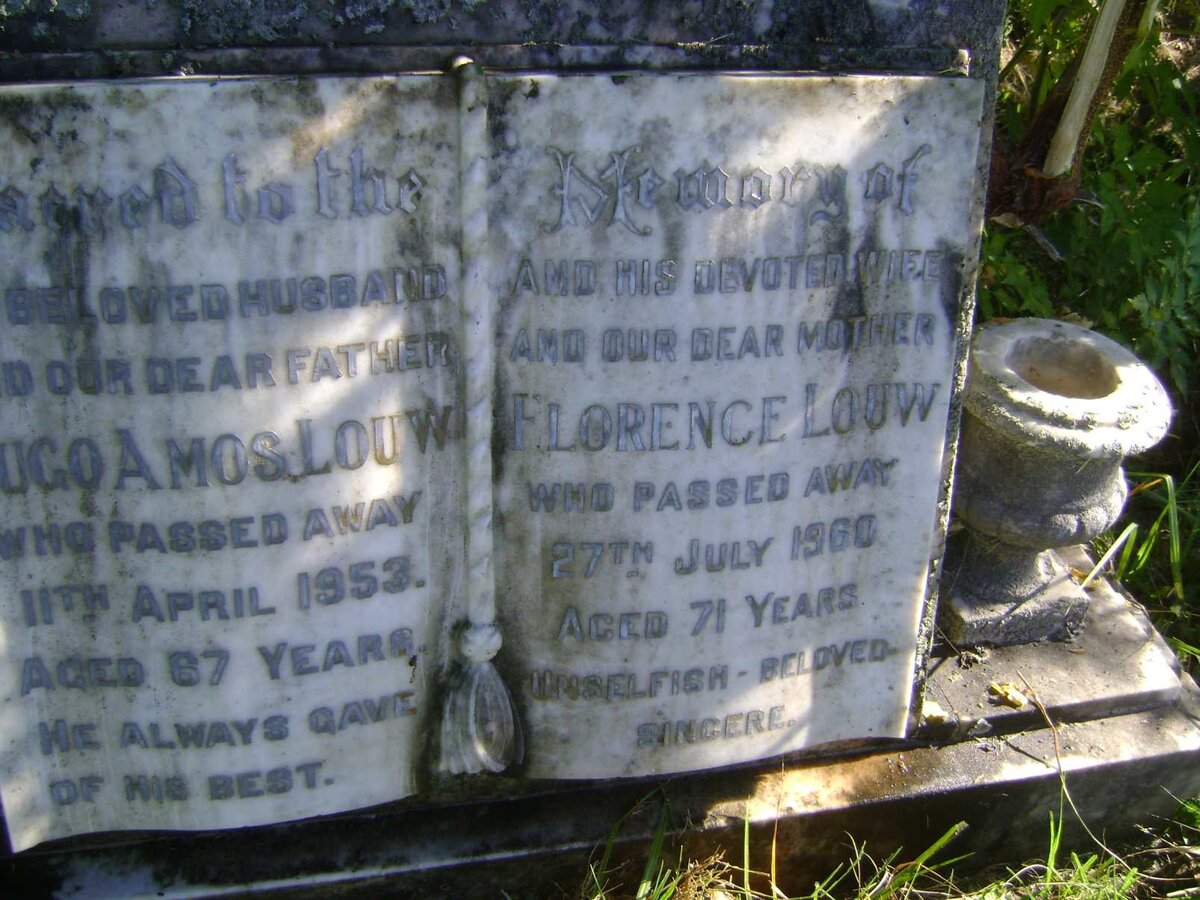 acred to the
BELOVED HUSBAND
D OUR DEAR FATHER
UGO AMOS LOUW
WHO PASSED AWAY
11TH APRIL 1953.
AGED 67 YEARS.
HE ALWAYS GAVE
OF HIS BEST.
Memory of
AND HIS DEVOTED WIFE
AND OUR DEAR MOTHER
FLORENCE LOUW
WHO PASSED AWAY
27TH JULY 1960
AGED 71 YEARS
UNSELFISH - BELOVED -
SINCERE.